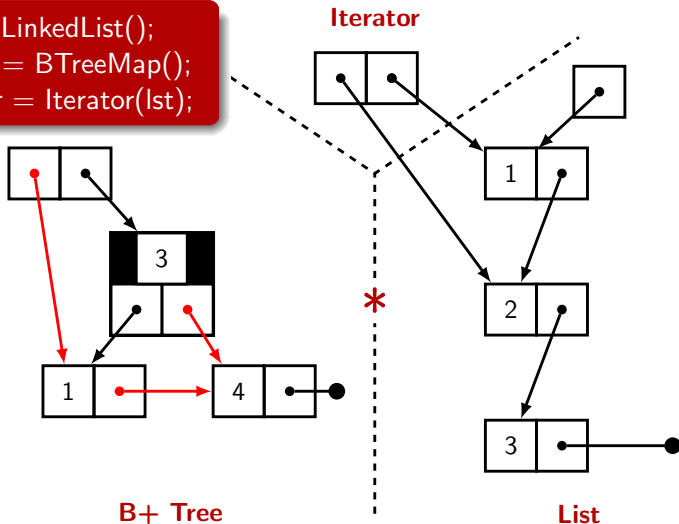 Iterator
LinkedList();
= BTreeMap();
= Iterator(lst);
1
3
*
2
1
4
3
B+ Tree
List